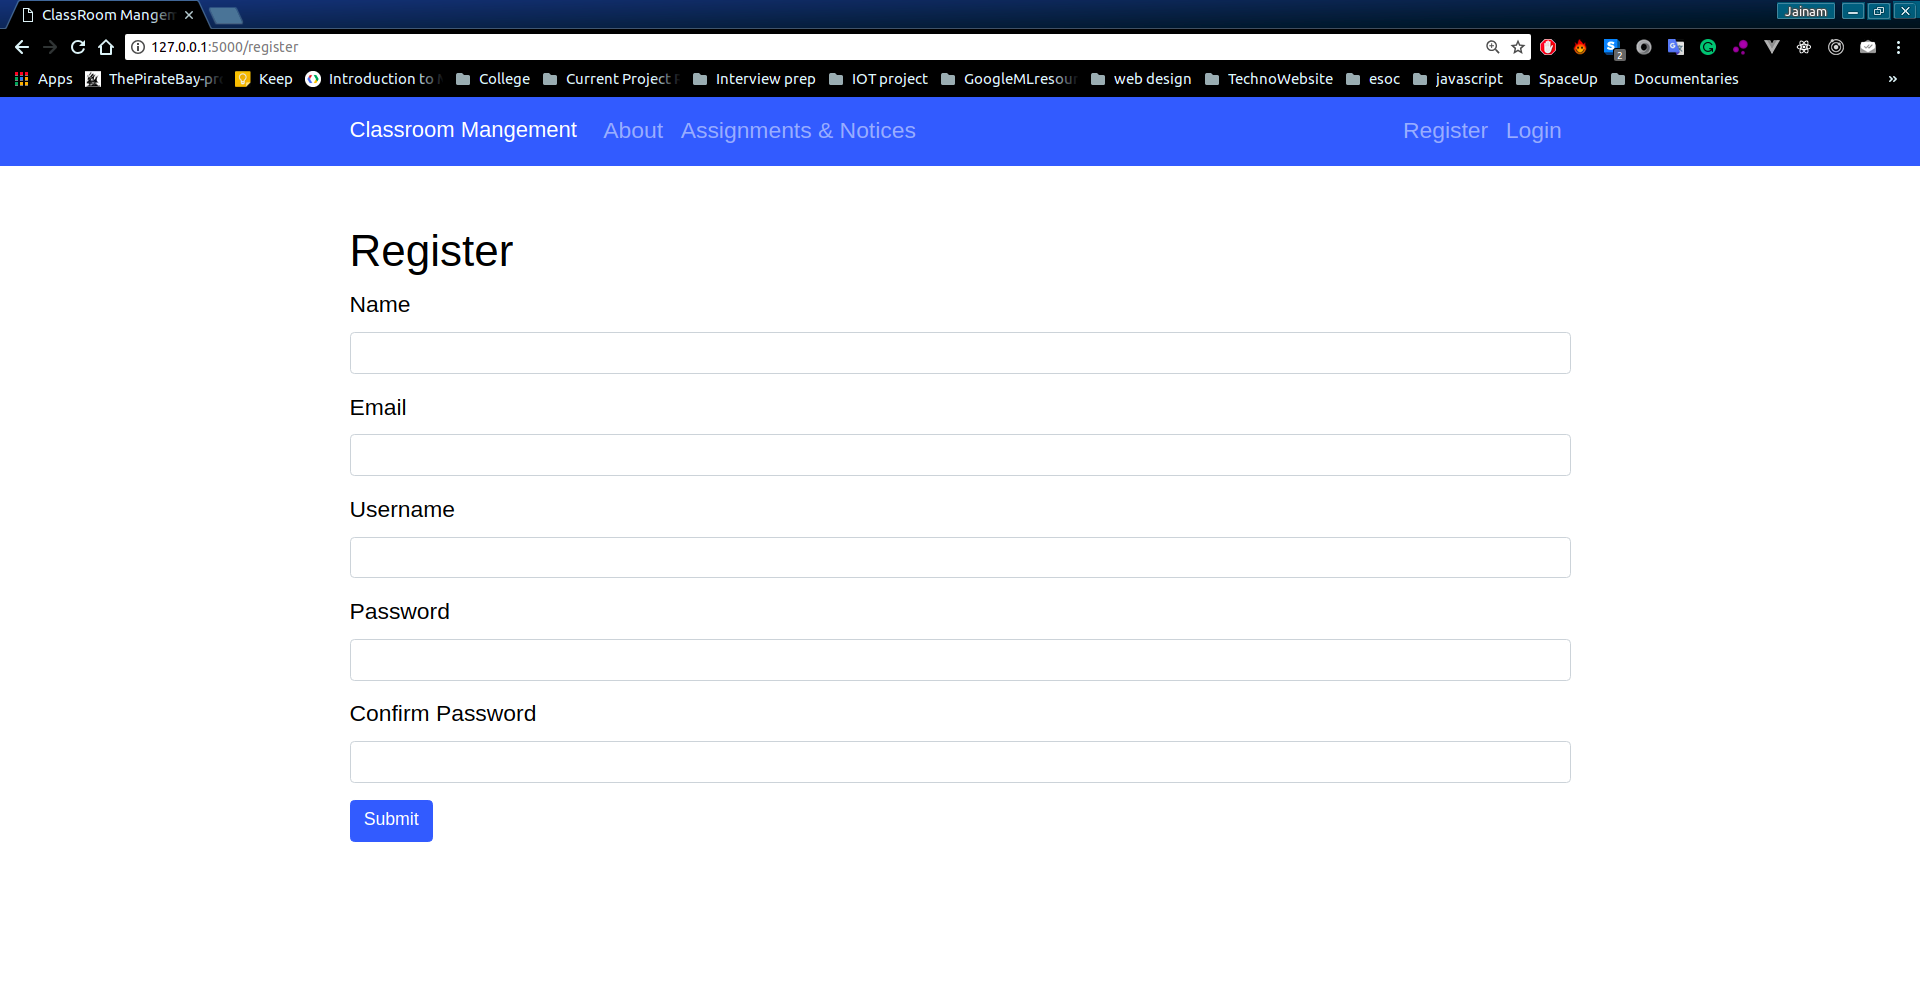 ClassRoom Mangem
Jainam
127.0.0.1:5000/register
2
Apps ThePirateBay-pr Keep Introduction to College Current Project Interview prep IOT project GoogleMLresour web design TechnoWebsite esoc javascript SpaceUp Documentaries »
Classroom Mangement About Assignments & Notices Register Login
Register
Name
Email
Username
Password
Confirm Password
Submit